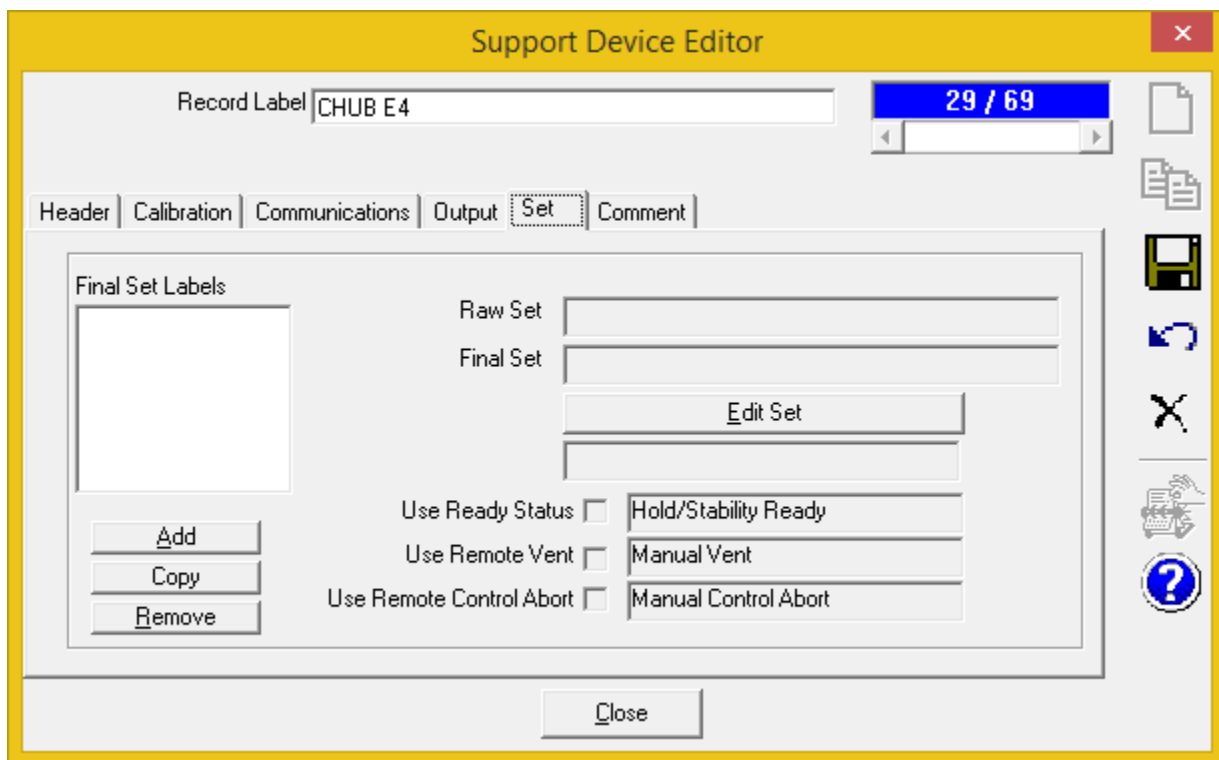 Support Device Editor
Record Label CHUB E4
29 / 69
Header Calibration Communications Output Set Comment
Final Set Labels
Raw Set
Final Set
Edit Set
Use Ready Status Hold/Stability Ready
Use Remote Vent Manual Vent
Use Remote Control Abort Manual Control Abort
Add
Copy
Remove
Close